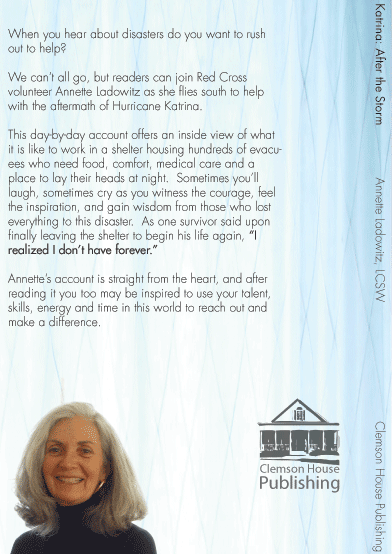 When you hear about disasters do you want to rush
out to help?
We can't all go, but readers can join Red Cross
volunteer Annette Ladowitz as she flies south to help
with the aftermath of Hurricane Katrina.
This day-by-day account offers an inside view of what
it is like to work in a shelter housing hundreds of evacu-
ees who need food, comfort, medical care and a
place to lay their heads at night.  Sometimes you'll
laugh, sometimes cry as you witness the courage, feel
the inspiration, and gain wisdom from those who lost
everything to this disaster.  As one survivor said upon
finally leaving the shelter to begin his life again, "I
realized I don't have forever."
Annette's account is straight from the heart, and after
reading it you too may be inspired to use your talent,
skills, energy and time in this world to reach out and
make a difference.
Clemson House
Publishing
Katrina: After the Storm
Annette Ladowitz, LCSW
Clemson House Publishing